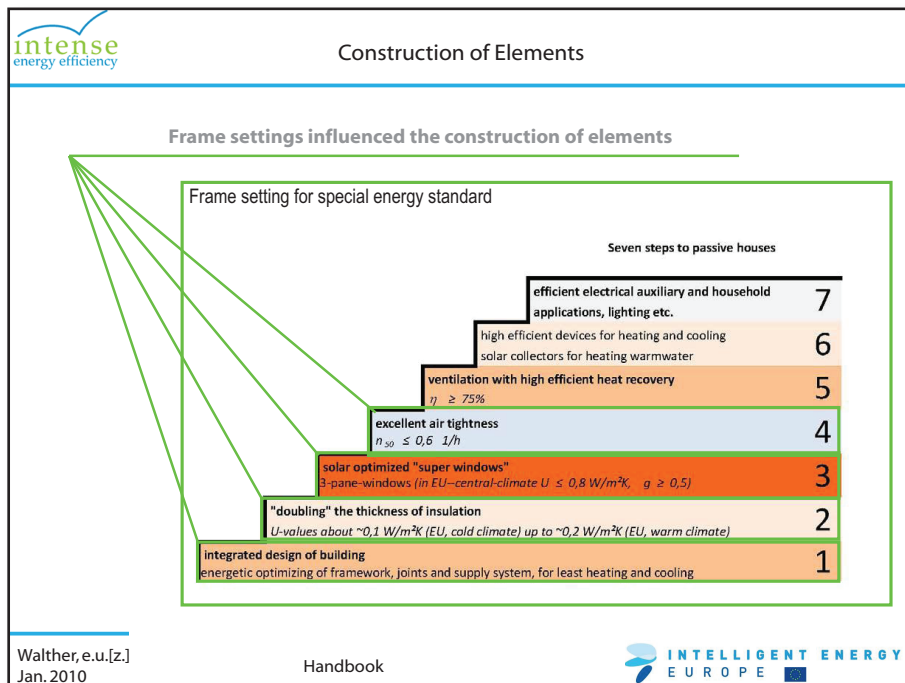 intense
energy efficiency
Construction of Elements
Frame settings influenced the construction of elements
Frame setting for special energy standard
Seven steps to passive houses
efficient electrical auxiliary and household
applications, lighting etc.
7
high efficient devices for heating and cooling
solar collectors for heating warmwater
6
ventilation with high efficient heat recovery
η ≥ 75%
5
excellent air tightness
n50 ≤ 0,6 1/h
4
solar optimized "super windows"
3-pane-windows (in EU–central-climate U ≤ 0,8 W/m²K, g ≥ 0,5)
3
"doubling" the thickness of insulation
U-values about ~0,1 W/m²K (EU, cold climate) up to ~0,2 W/m²K (EU, warm climate)
2
integrated design of building
energetic optimizing of framework, joints and supply system, for least heating and cooling
1
Walther, e.u.[z.]
Jan. 2010
Handbook
INTELLIGENT ENERGY
EUROPE